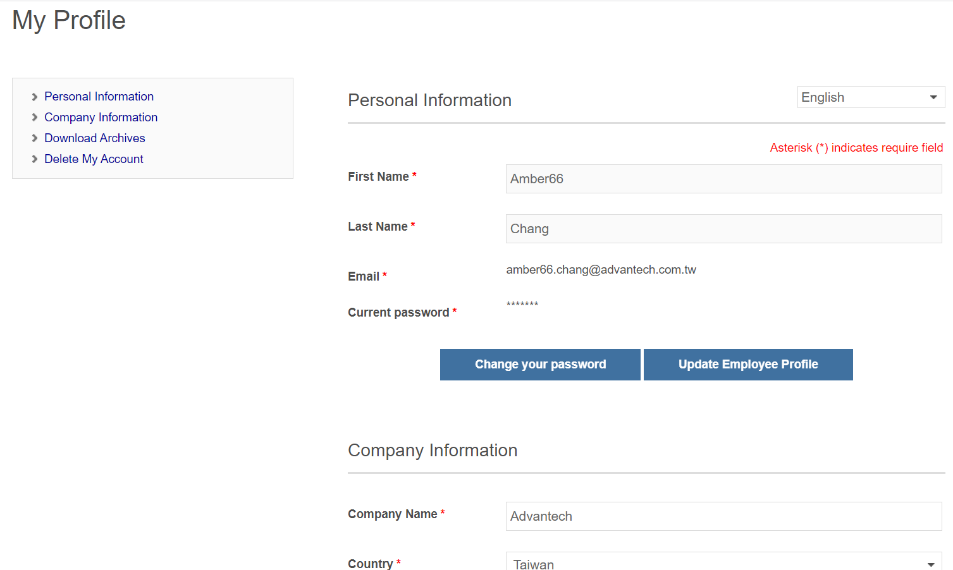 My Profile
Personal Information
Company Information
Download Archives
Delete My Account
Personal Information
English
Asterisk (*) indicates require field
First Name *
Amber66
Last Name *
Chang
Email *
amber66.chang@advantech.com.tw
Current password *
*******
Change your password
Update Employee Profile
Company Information
Company Name *
Advantech
Country *
Taiwan